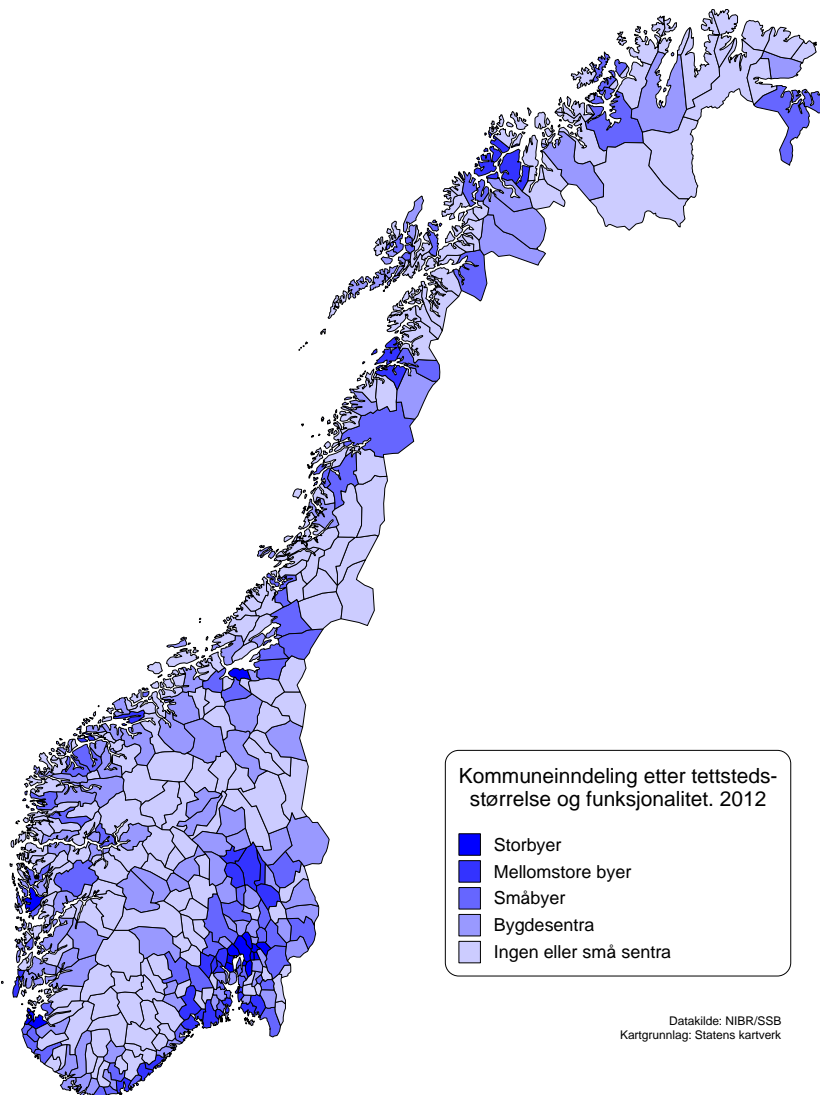 Kommuneinndeling etter tettsteds-
størrelse og funksjonalitet. 2012
Storbyer
Mellomstore byer
Småbyer
Bygdesentra
Ingen eller små sentra
Datakilde: NIBR/SSB
Kartgrunnlag: Statens kartverk